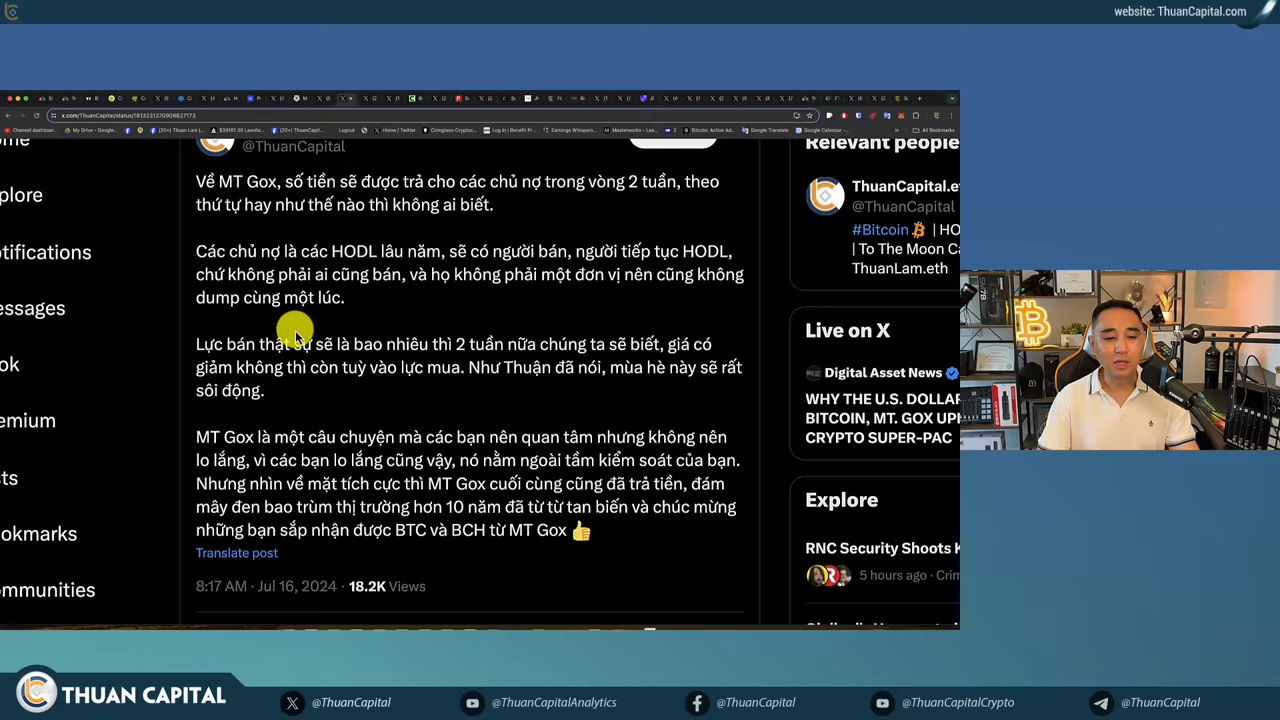 website: ThuanCapital.com
x.com/ThuanCapital/status/1813231370908627173
@ThuanCapital
Về MT Gox, số tiền sẽ được trả cho các chủ nợ trong vòng 2 tuần, theo
thứ tự hay như thế nào thì không ai biết.
Các chủ nợ là các HODL lâu năm, sẽ có người bán, người tiếp tục HODL,
chứ không phải ai cũng bán, và họ không phải một đơn vị nên cũng không
dump cùng một lúc.
Lực bán thật sự sẽ là bao nhiêu thì 2 tuần nữa chúng ta sẽ biết, giá có
giảm không thì còn tuỳ vào lực mua. Như Thuận đã nói, mùa hè này sẽ rất
sôi động.
MT Gox là một câu chuyện mà các bạn nên quan tâm nhưng không nên
lo lắng, vì các bạn lo lắng cũng vậy, nó nằm ngoài tầm kiểm soát của bạn.
Nhưng nhìn về mặt tích cực thì MT Gox cuối cùng cũng đã trả tiền, đám
mây đen bao trùm thị trường hơn 10 năm đã từ từ tan biến và chúc mừng
những bạn sắp nhận được BTC và BCH từ MT Gox 👍
Translate post
8:17 AM · Jul 16, 2024 · 18.2K Views
ome
plore
otifications
essages
ok
emium
sts
okmarks
mmunities
Relevant people
ThuanCapital.e
@ThuanCapital
#Bitcoin | HO
| To The Moon C
ThuanLam.eth
Live on X
Digital Asset News
WHY THE U.S. DOLLAR
BITCOIN, MT. GOX UP
CRYPTO SUPER-PAC
Explore
RNC Security Shoots K
5 hours ago · Crim
THUAN CAPITAL
@ThuanCapital
@ThuanCapitalAnalytics
@ThuanCapital
@ThuanCapitalCrypto
@ThuanCapital